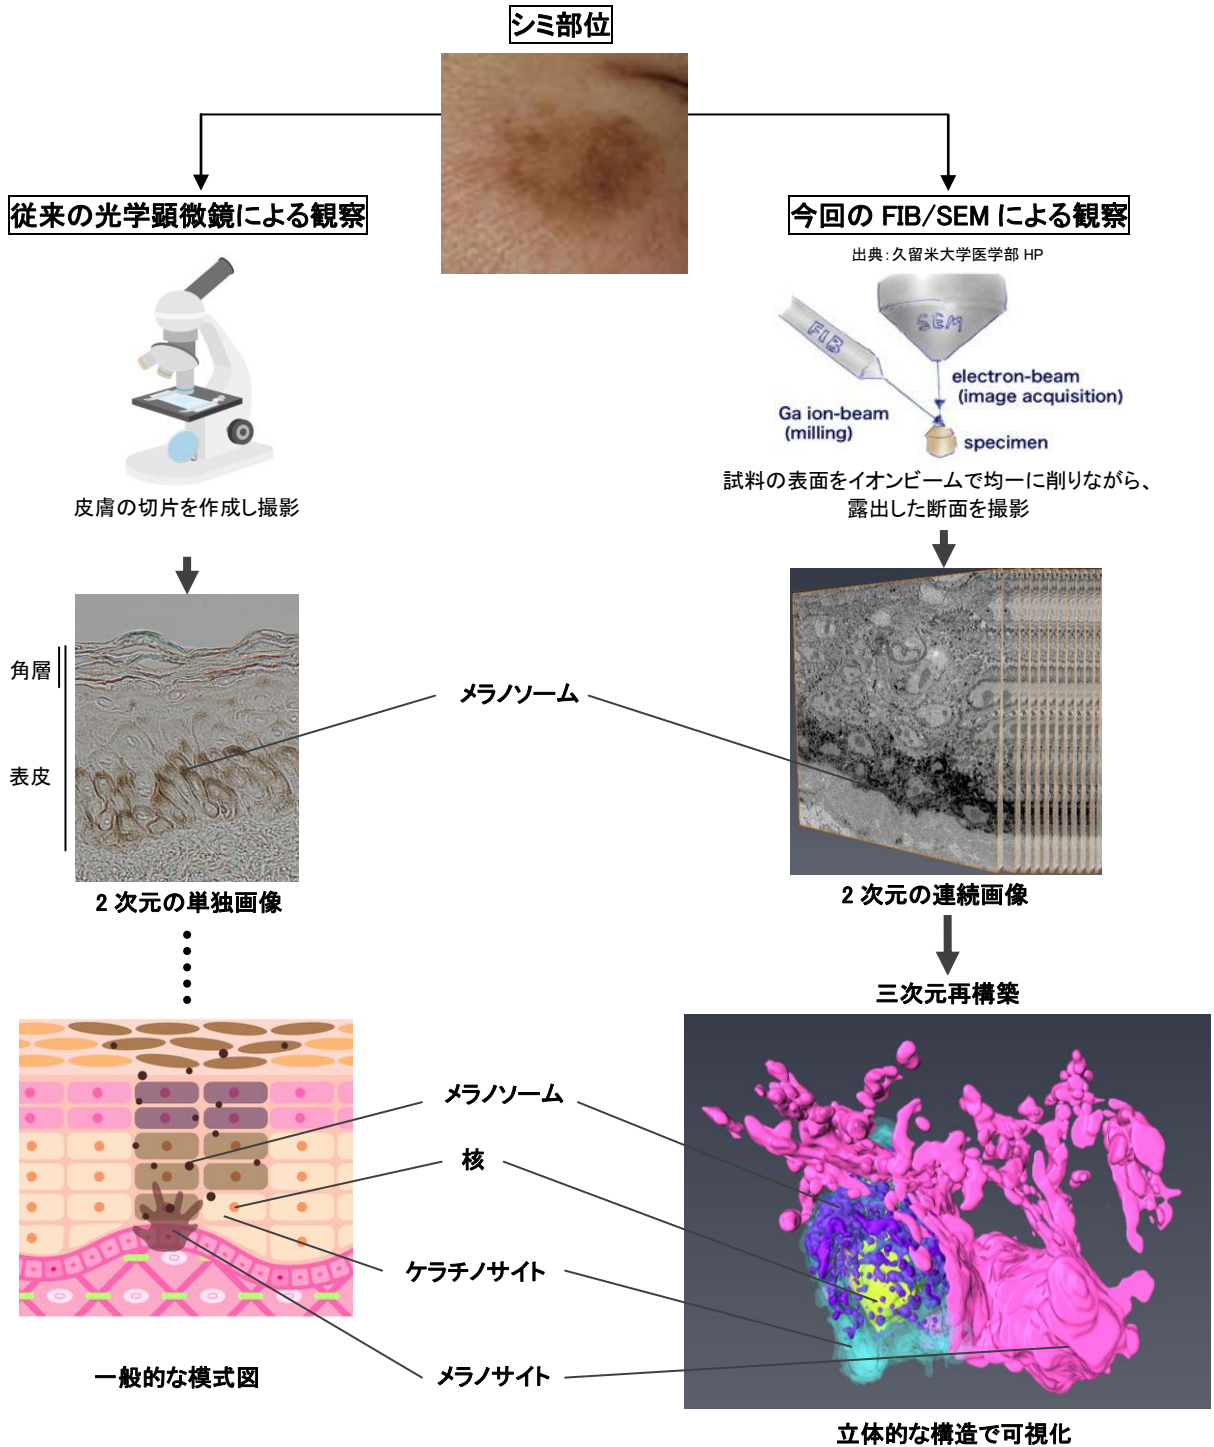 シミ部位
従来の光学顕微鏡による観察
今回の FIB/SEM による観察
出典：久留米大学医学部 HP
FIB
SEM
electron-beam
(image acquisition)
Ga ion-beam
(milling)
specimen
皮膚の切片を作成し撮影
試料の表面をイオンビームで均一に削りながら、
露出した断面を撮影
角層
表皮
メラノソーム
2 次元の単独画像
2 次元の連続画像
三次元再構築
メラノソーム
核
ケラチノサイト
メラノサイト
一般的な模式図
立体的な構造で可視化